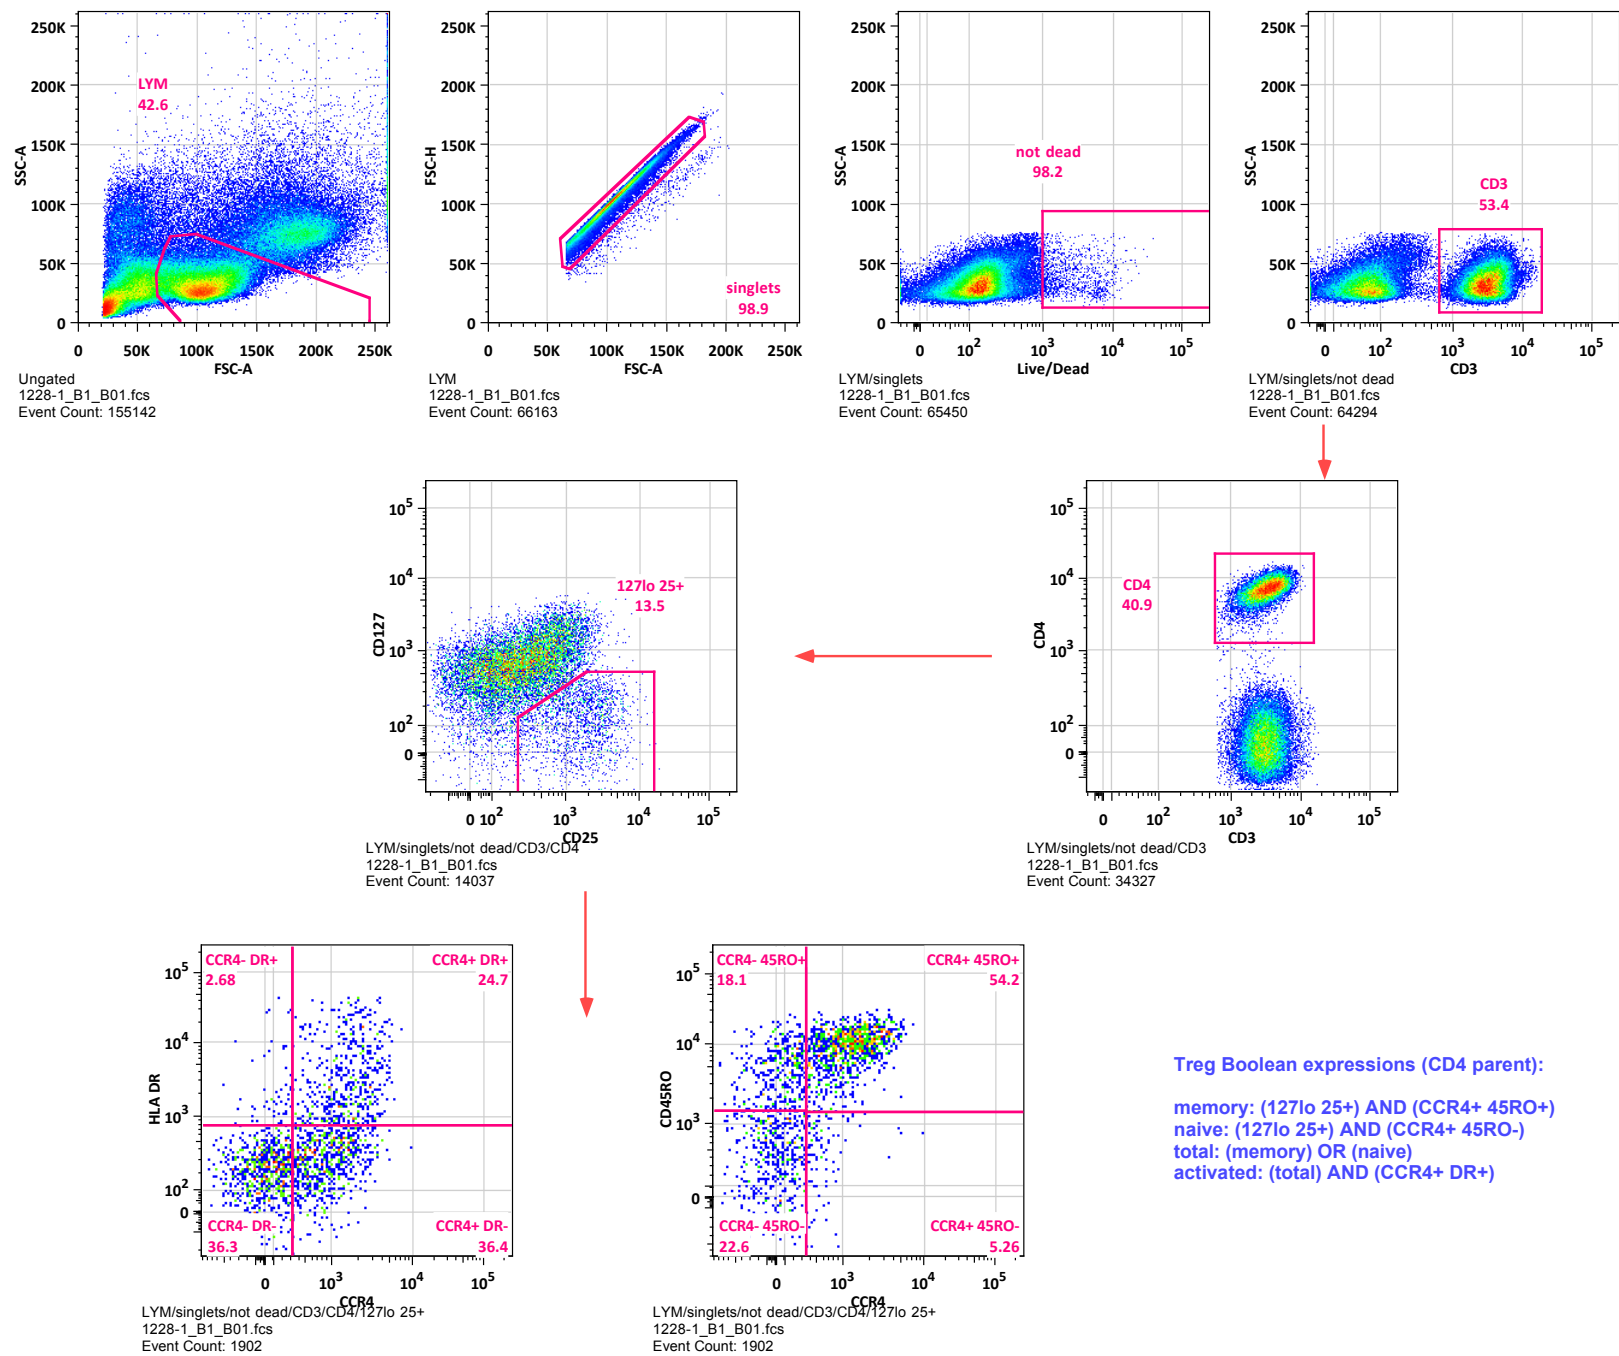 250K
200K
150K
100K
50K
0
SSC-A
LYM
42.6
0 50K 100K 150K 200K 250K
FSC-A
Ungated
1228-1_B1_B01.fcs
Event Count: 155142
250K
200K
150K
100K
50K
0
FSC-H
singlets
98.9
0 50K 100K 150K 200K 250K
FSC-A
LYM
1228-1_B1_B01.fcs
Event Count: 66163
250K
200K
150K
100K
50K
0
SSC-A
not dead
98.2
0 10^2 10^3 10^4 10^5
Live/Dead
LYM/singlets
1228-1_B1_B01.fcs
Event Count: 65450
250K
200K
150K
100K
50K
0
SSC-A
CD3
53.4
0 10^2 10^3 10^4 10^5
CD3
LYM/singlets/not dead
1228-1_B1_B01.fcs
Event Count: 64294
10^5
10^4
10^3
10^2
0
CD127
127lo 25+
13.5
0 10^2 10^3 10^4 10^5
CD25
LYM/singlets/not dead/CD3/CD4
1228-1_B1_B01.fcs
Event Count: 14037
10^5
10^4
10^3
10^2
0
CD4
CD4
40.9
0 10^2 10^3 10^4 10^5
CD3
LYM/singlets/not dead/CD3
1228-1_B1_B01.fcs
Event Count: 34327
10^5
10^4
10^3
10^2
0
HLA DR
CCR4- DR+
2.68
CCR4+ DR+
24.7
CCR4- DR-
36.3
CCR4+ DR-
36.4
0 10^3 10^4 10^5
CCR4
LYM/singlets/not dead/CD3/CD4/127lo 25+
1228-1_B1_B01.fcs
Event Count: 1902
10^5
10^4
10^3
0
CD45RO
CCR4- 45RO+
18.1
CCR4+ 45RO+
54.2
CCR4- 45RO-
22.6
CCR4+ 45RO-
5.26
0 10^3 10^4 10^5
CCR4
LYM/singlets/not dead/CD3/CD4/127lo 25+
1228-1_B1_B01.fcs
Event Count: 1902
Treg Boolean expressions (CD4 parent):
memory: (127lo 25+) AND (CCR4+ 45RO+)
naive: (127lo 25+) AND (CCR4+ 45RO-)
total: (memory) OR (naive)
activated: (total) AND (CCR4+ DR+)